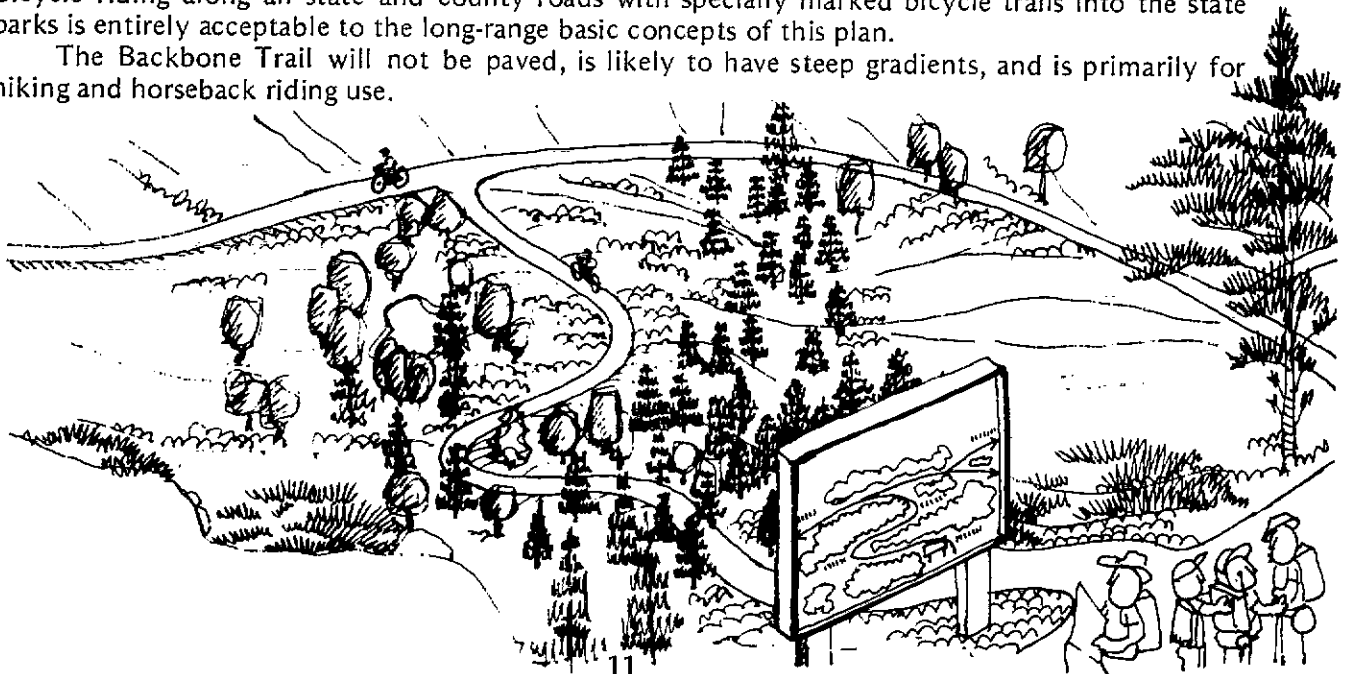 bicycle riding along all state and county roads with specially marked bicycle trails into the state
parks is entirely acceptable to the long-range basic concepts of this plan.
The Backbone Trail will not be paved, is likely to have steep gradients, and is primarily for
hiking and horseback riding use.
11